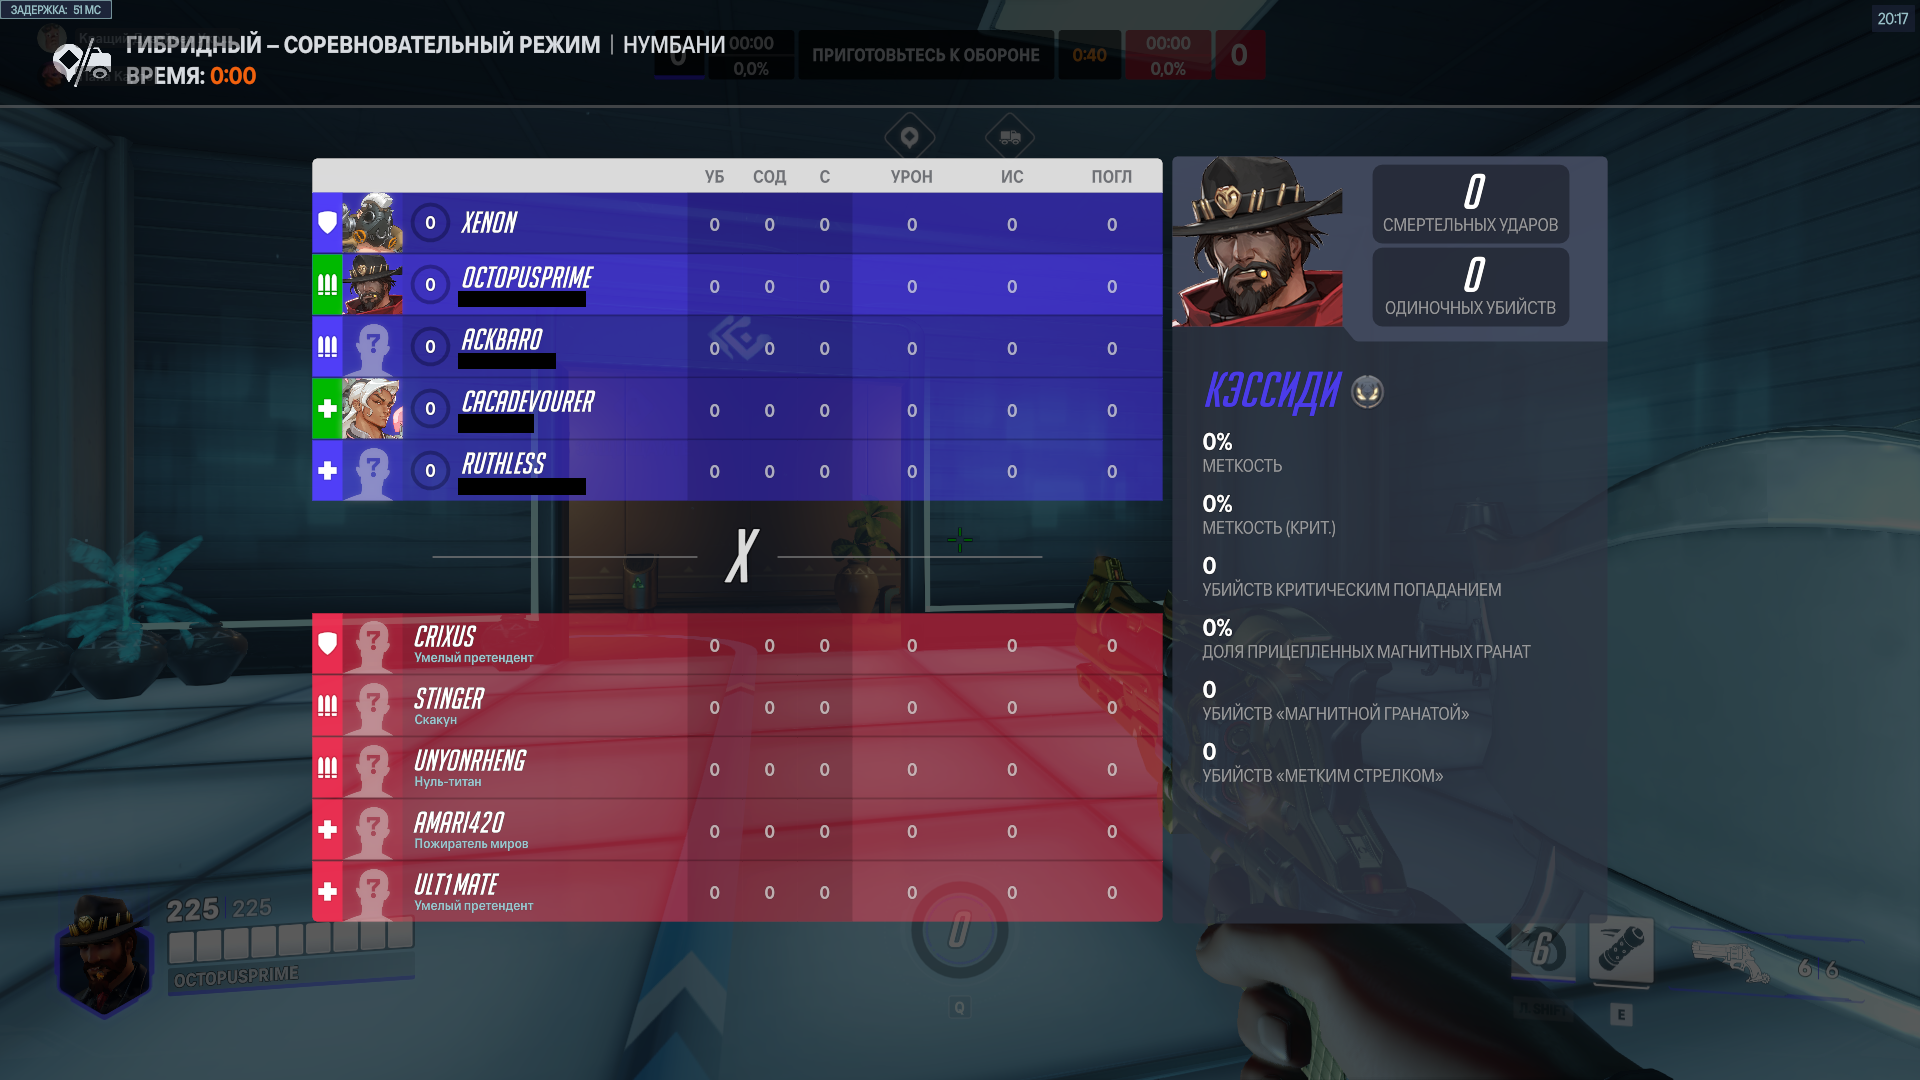 ЗАДЕРЖКА: 51 МС
20:17
ГИБРИДНЫЙ – СОРЕВНОВАТЕЛЬНЫЙ РЕЖИМ | НУМБАНИ
ВРЕМЯ: 0:00
0
00:00
0,0%
ПРИГОТОВЬТЕСЬ К ОБОРОНЕ
0:40
00:00
0,0%
0
УБ СОД С УРОН ИС ПОГЛ
0 XENON 0 0 0 0 0 0
0 OCTOPUSPRIME 0 0 0 0 0 0
0 ACKBARO 0 0 0 0 0 0
0 CACADEVOURER 0 0 0 0 0 0
0 RUTHLESS 0 0 0 0 0 0
X
CRIXUS 0 0 0 0 0 0
Умелый претендент
STINGER 0 0 0 0 0 0
Скакун
UNYONRHENG 0 0 0 0 0 0
Нуль-титан
AMARI420 0 0 0 0 0 0
Пожиратель миров
ULT1MATE 0 0 0 0 0 0
Умелый претендент
0
СМЕРТЕЛЬНЫХ УДАРОВ
0
ОДИНОЧНЫХ УБИЙСТВ
КЭССИДИ
0%
МЕТКОСТЬ
0%
МЕТКОСТЬ (КРИТ.)
0
УБИЙСТВ КРИТИЧЕСКИМ ПОПАДАНИЕМ
0%
ДОЛЯ ПРИЦЕПЛЕННЫХ МАГНИТНЫХ ГРАНАТ
0
УБИЙСТВ «МАГНИТНОЙ ГРАНАТОЙ»
0
УБИЙСТВ «МЕТКИМ СТРЕЛКОМ»
225 | 225
OCTOPUSPRIME
0
Q
6
Л. SHIFT
E
6 | 6